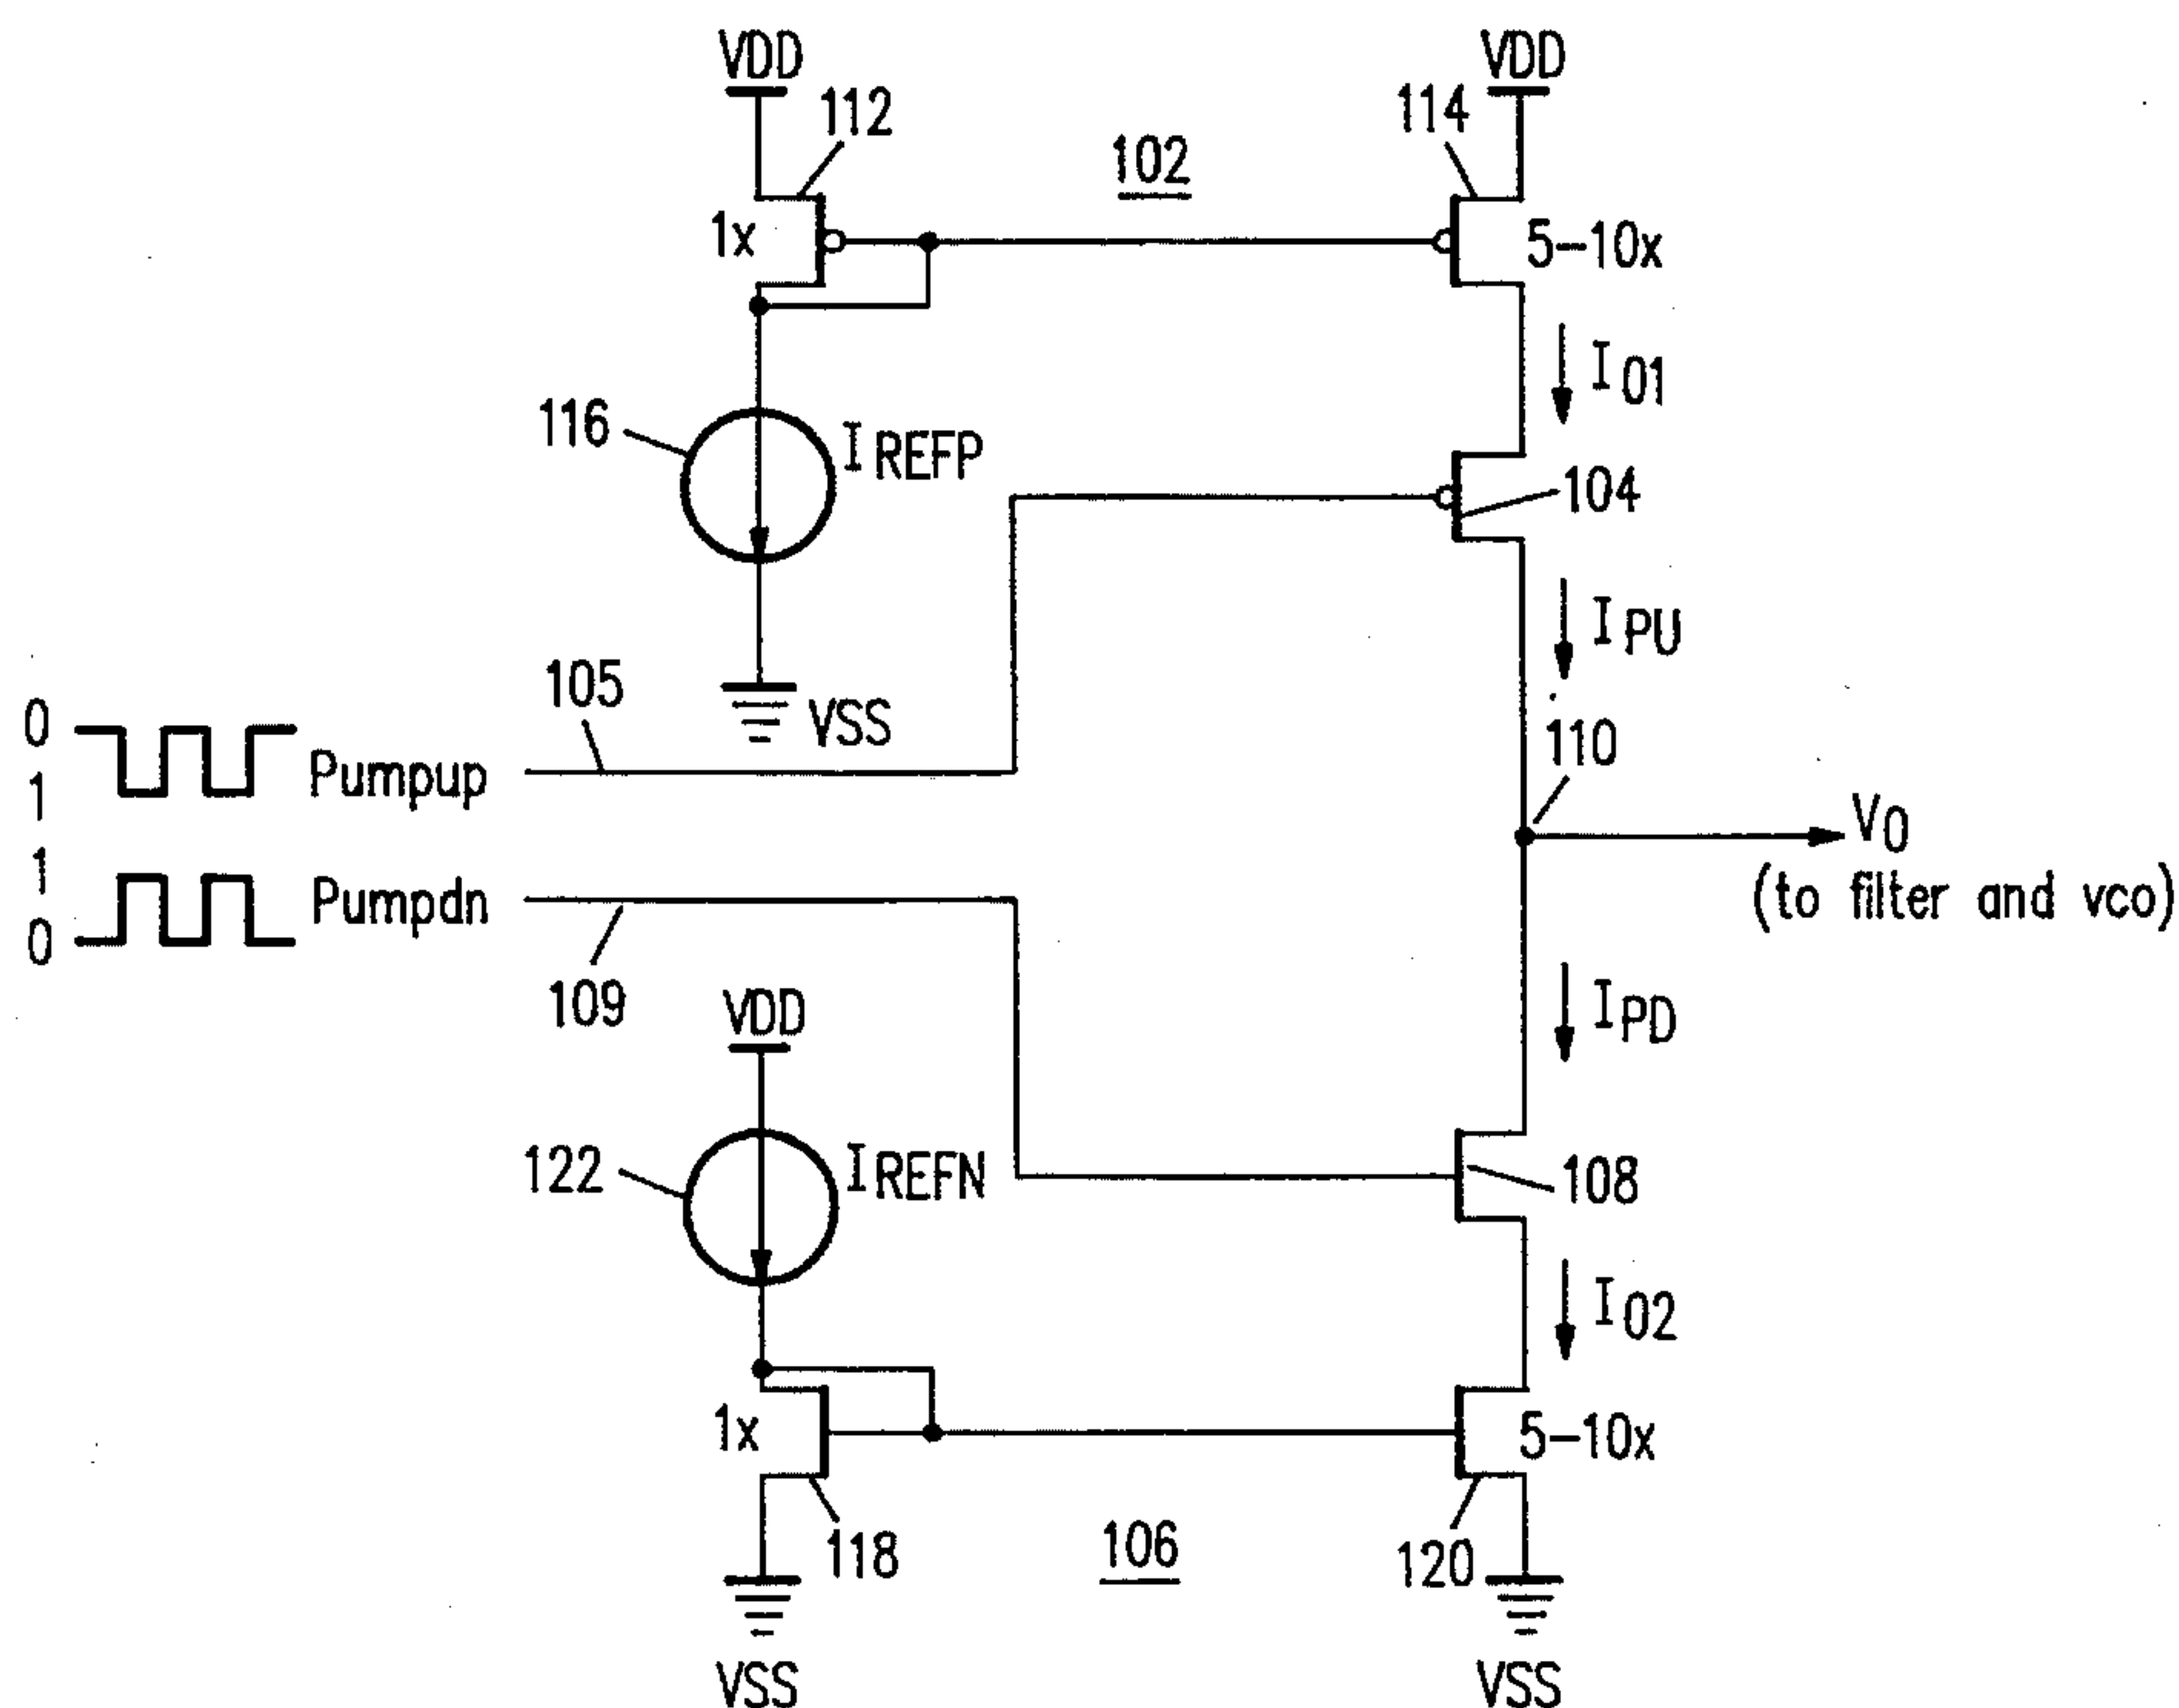 VDD
VDD
112
114
102
1x
5-10x
I01
116
IREFP
104
IPU
105
VSS
110
0
1
Pumpup
V0
(to filter and vco)
1
0
Pumpdn
109
VDD
IPD
122
IREFN
108
I02
1x
5-10x
118
106
120
VSS
VSS